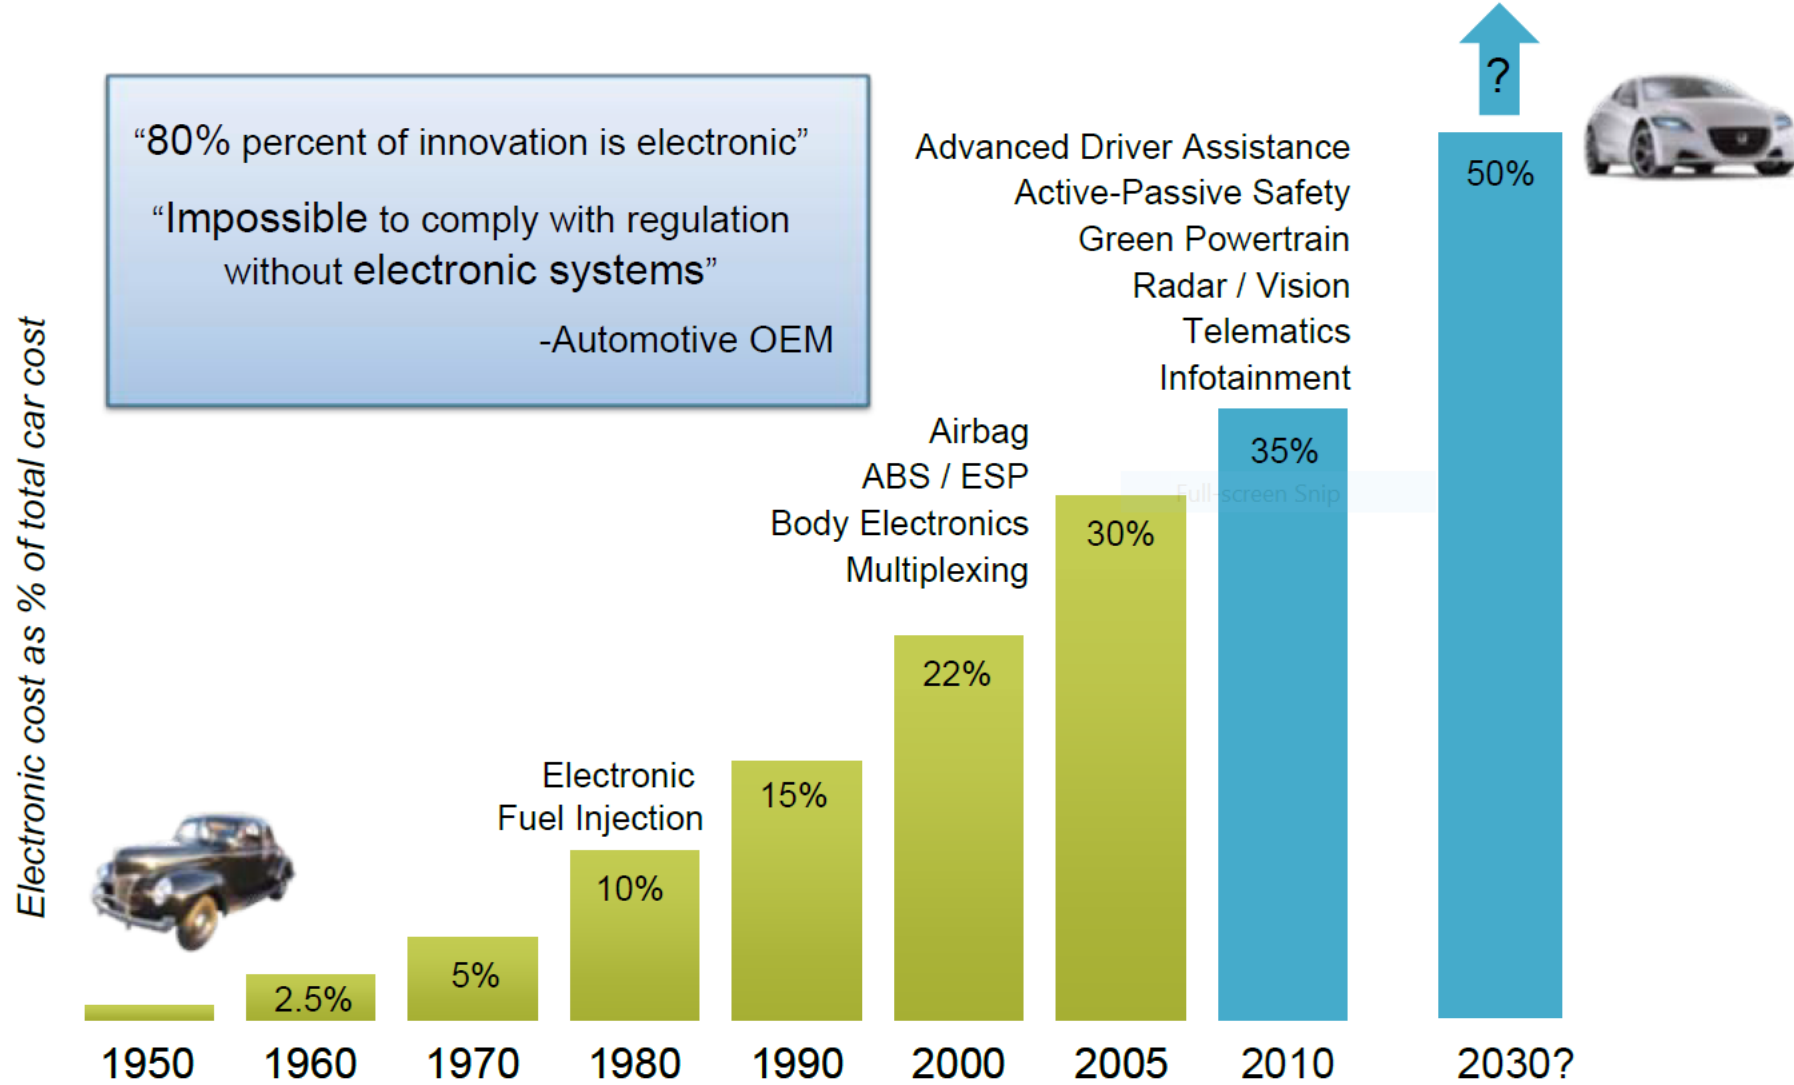 “80% percent of innovation is electronic”
“Impossible to comply with regulation
without electronic systems”
-Automotive OEM
Electronic cost as % of total car cost
?
Advanced Driver Assistance
Active-Passive Safety
Green Powertrain
Radar / Vision
Telematics
Infotainment
50%
Airbag
ABS / ESP
Body Electronics
Multiplexing
35%
Full-screen Snip
30%
22%
Electronic
Fuel Injection
15%
10%
5%
2.5%
1950 1960 1970 1980 1990 2000 2005 2010 2030?